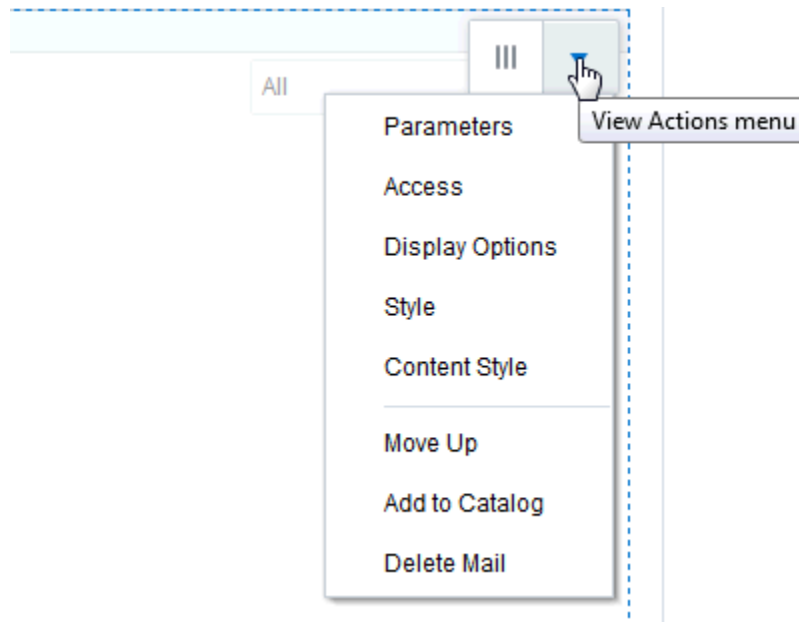 All
View Actions menu
Parameters
Access
Display Options
Style
Content Style
Move Up
Add to Catalog
Delete Mail